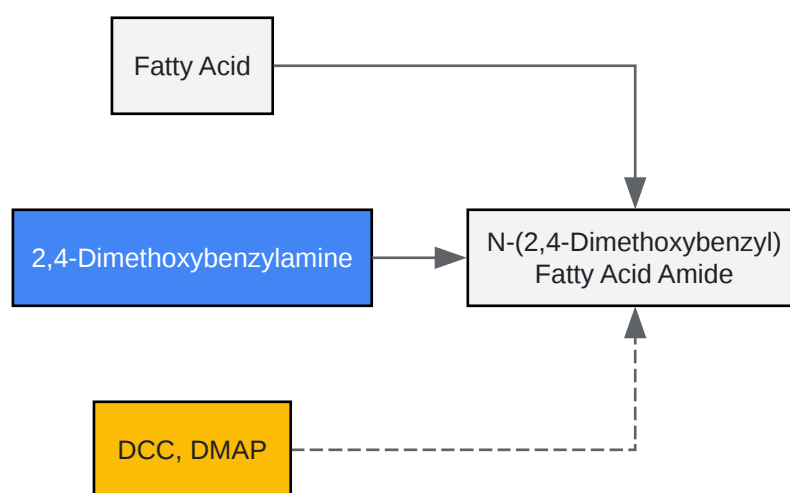 Fatty Acid
2,4-Dimethoxybenzylamine
N-(2,4-Dimethoxybenzyl)
Fatty Acid Amide
DCC, DMAP